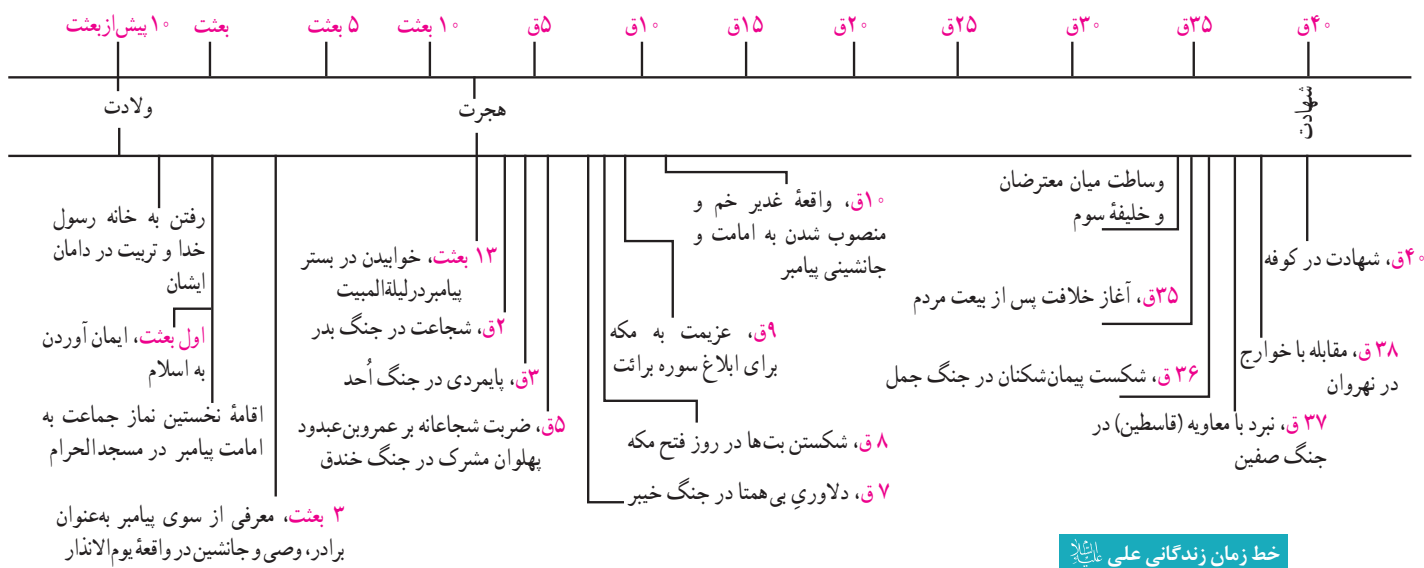 ۱۰ پیش‌از بعثت
بعثت
۵ بعثت
۱۰ بعثت
۵ق
۱۰ق
۱۵ق
۲۰ق
۲۵ق
۳۰ق
۳۵ق
۴۰ق
ولادت
هجرت
شهادت
رفتن به خانه رسول
خدا و تربیت در دامان
ایشان
اول بعثت، ایمان آوردن
به اسلام
اقامۀ نخستین نماز جماعت به
امامت پیامبر در مسجدالحرام
۳ بعثت، معرفی از سوی پیامبر به‌عنوان
برادر، وصی و جانشین در واقعۀ یوم‌الانذار
۱۳ بعثت، خوابیدن در بستر
پیامبر در لیلةالمبیت
۲ق، شجاعت در جنگ بدر
۳ق، پایمردی در جنگ اُحد
۵ق، ضربت شجاعانه بر عمروبن‌عبدود
پهلوان مشرک در جنگ خندق
۷ ق، دلاوریِ بی‌همتا در جنگ خیبر
۸ ق، شکستن بت‌ها در روز فتح مکه
۹ق، عزیمت به مکه
برای ابلاغ سوره برائت
۱۰ق، واقعۀ غدیر خم و
منصوب شدن به امامت و
جانشینی پیامبر
وساطت میان معترضان
و خلیفۀ سوم
۳۵ق، آغاز خلافت پس از بیعت مردم
۳۶ ق، شکست پیمان‌شکنان در جنگ جمل
۳۷ ق، نبرد با معاویه (قاسطین) در
جنگ صفین
۳۸ ق، مقابله با خوارج
در نهروان
۴۰ق، شهادت در کوفه
خط زمان زندگانی علی علیه‌السلام